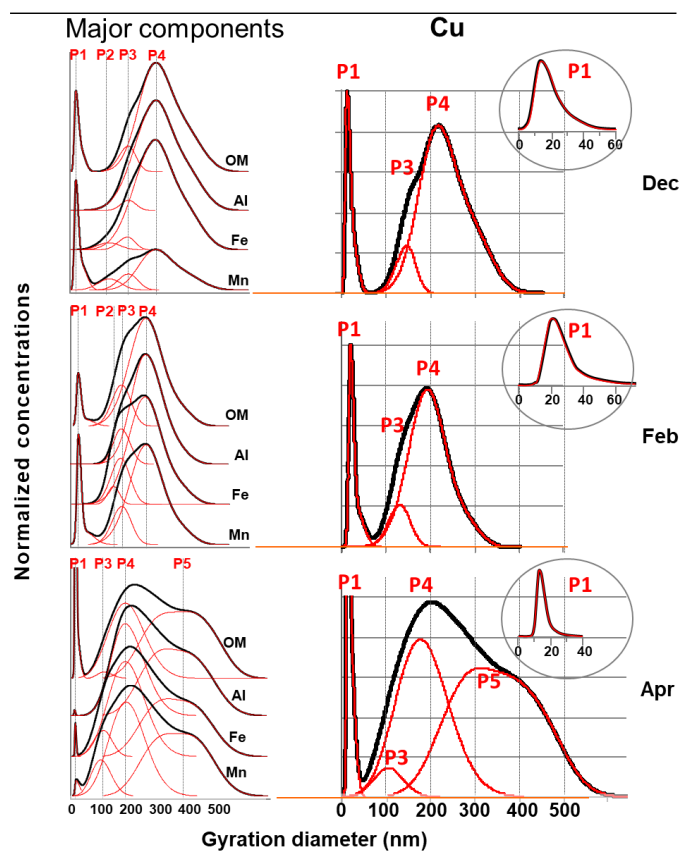 Major components
Cu
P1 P2 P3 P4
OM
Al
Fe
Mn
P1
P3
P4
P1
0 20 40 60
Dec
P1 P2 P3 P4
OM
Al
Fe
Mn
P1
P3
P4
P1
0 20 40 60
Feb
P1 P3 P4 P5
OM
Al
Fe
Mn
0 100 200 300 400 500
P1
P4
P3
P5
P1
0 20 40
Apr
0 100 200 300 400 500
Normalized concentrations
Gyration diameter (nm)